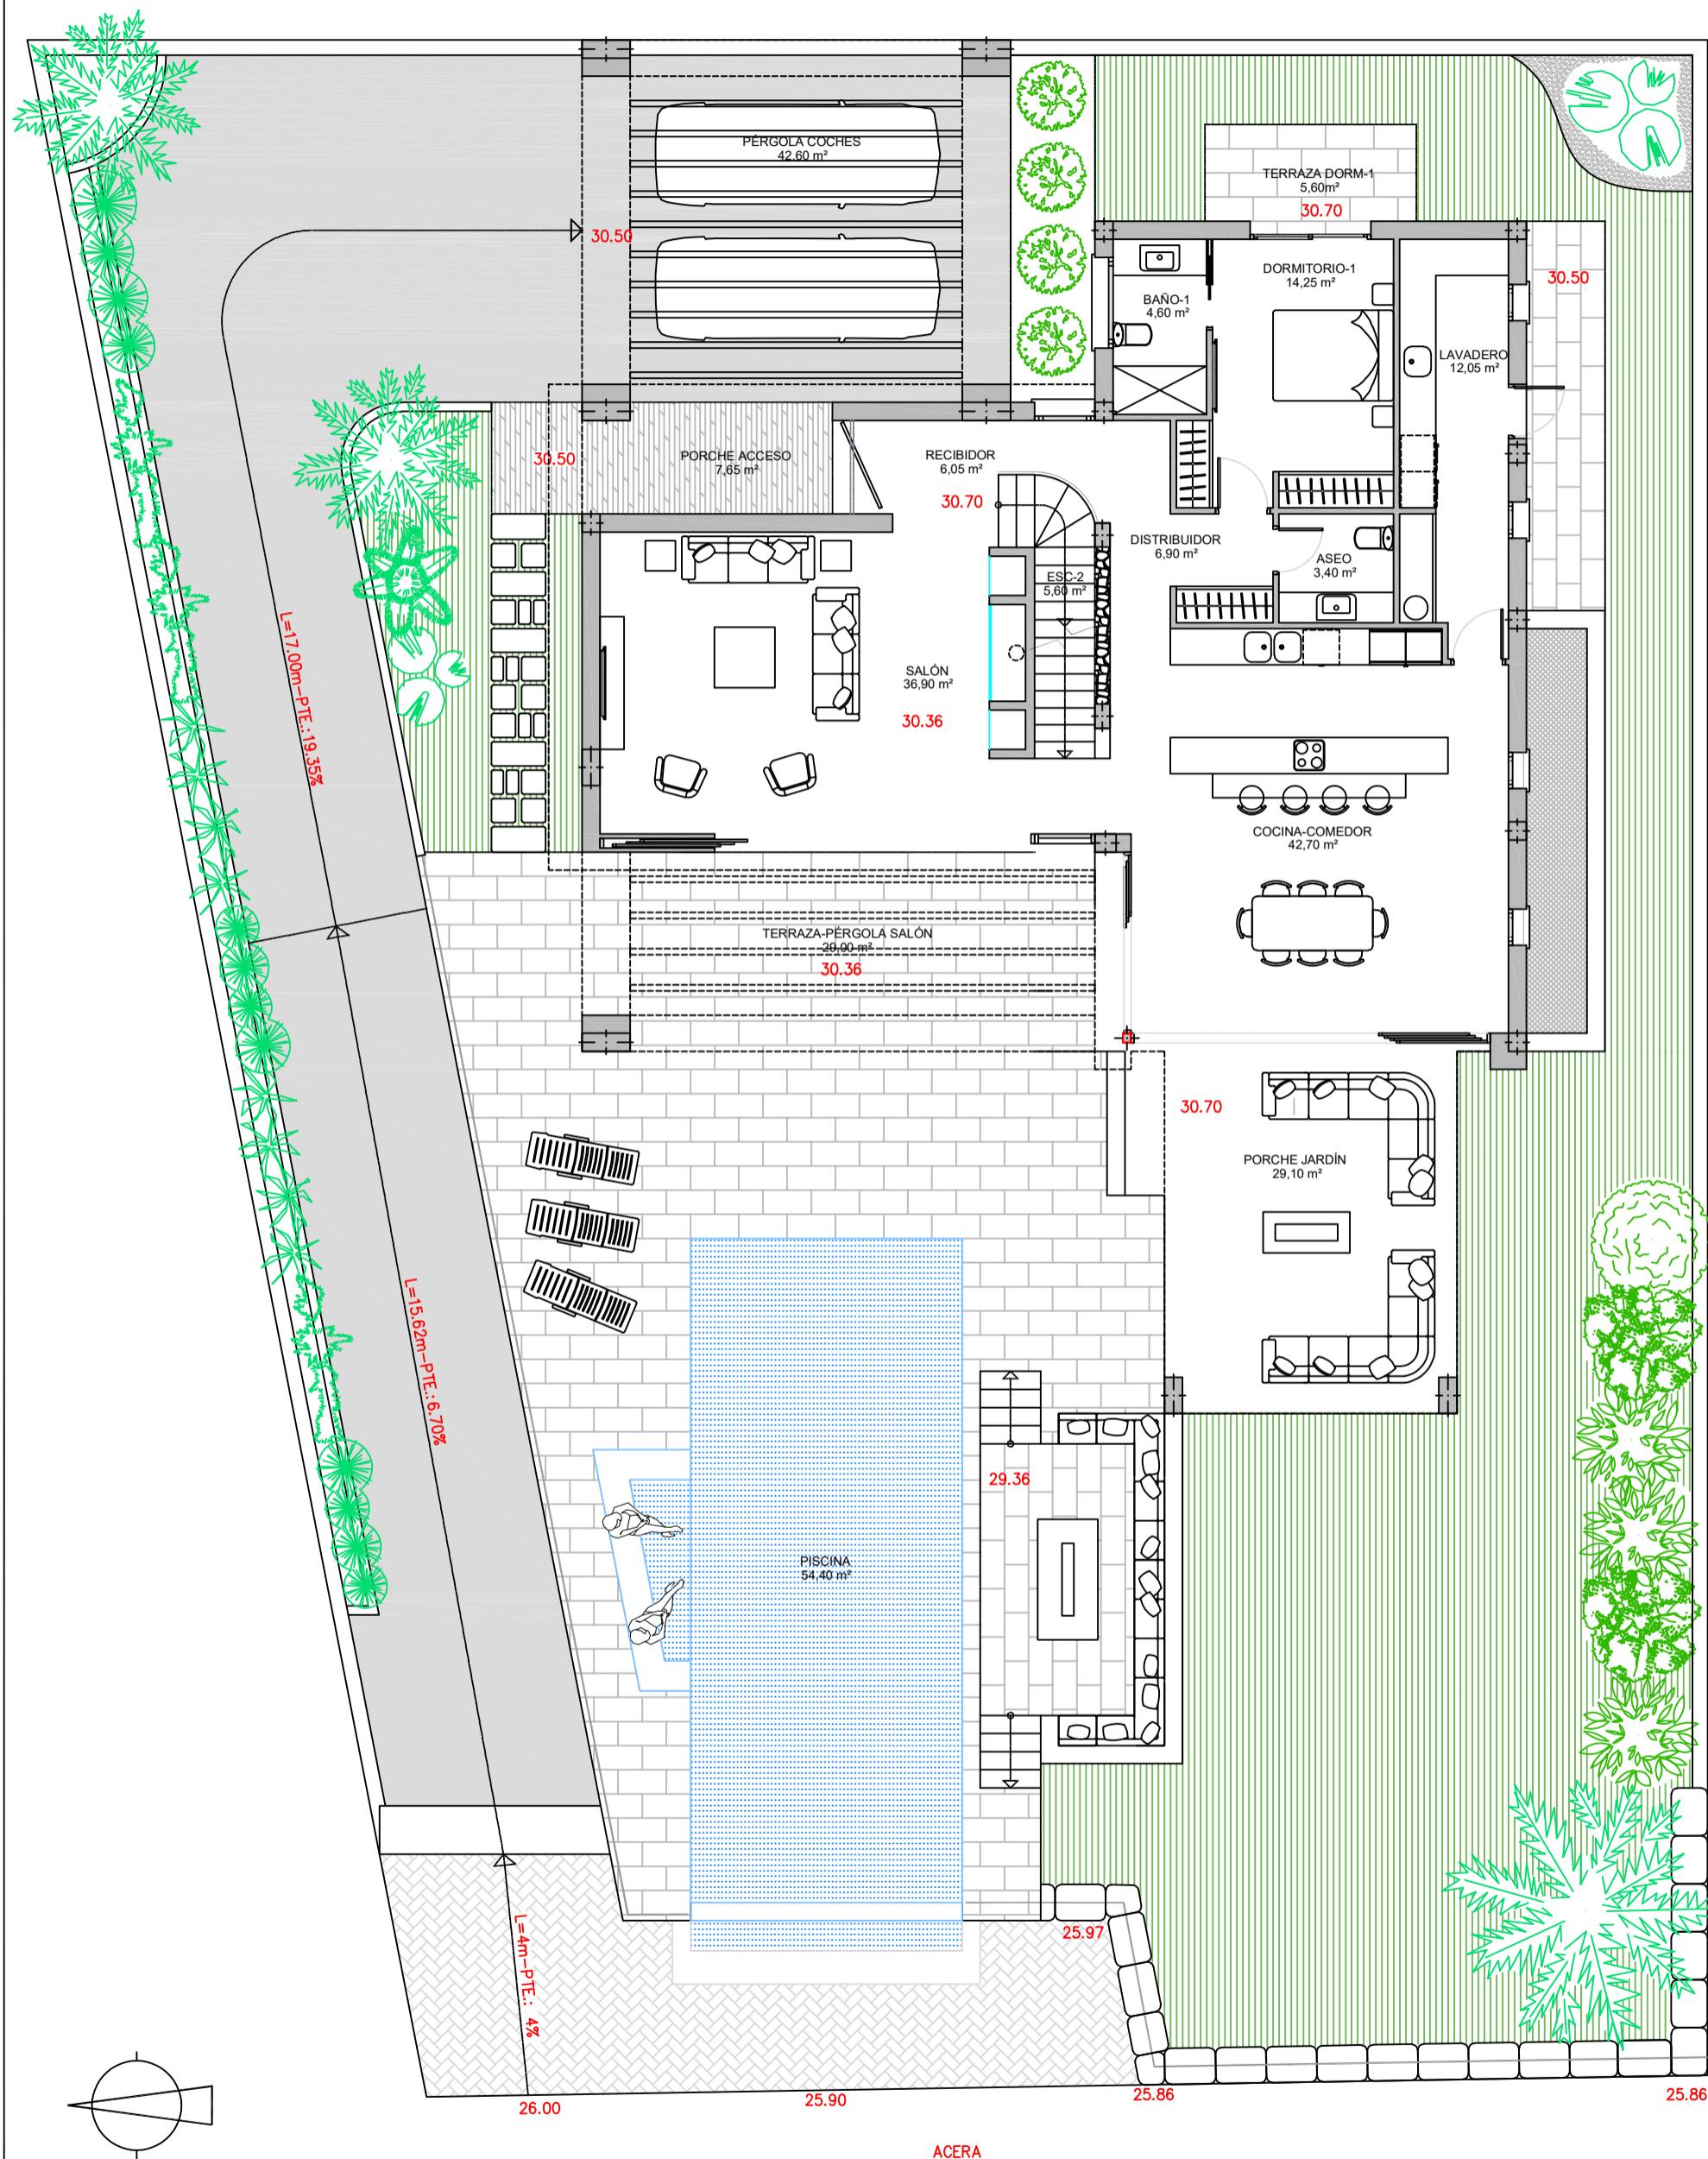 PÉRGOLA COCHES
42.60 m²
TERRAZA DORM-1
5,60m²
30.70
30.50
DORMITORIO-1
14,25 m²
30.50
BAÑO-1
4,60 m²
LAVADERO
12,05 m²
30.50
PORCHE ACCESO
7,65 m²
RECIBIDOR
6,05 m²
30.70
DISTRIBUIDOR
6,90 m²
ASEO
3,40 m²
ESC-2
5,60 m²
SALÓN
36,90 m²
30.36
L=17.00m-PTE.:19.35%
COCINA-COMEDOR
42,70 m²
TERRAZA-PÉRGOLA SALÓN
29,00 m²
30.36
30.70
PORCHE JARDÍN
29,10 m²
L=15.62m-PTE.:6.70%
29.36
PISCINA
54,40 m²
25.97
L=4m-PTE.: 4%
26.00
25.90
25.86
25.86
ACERA